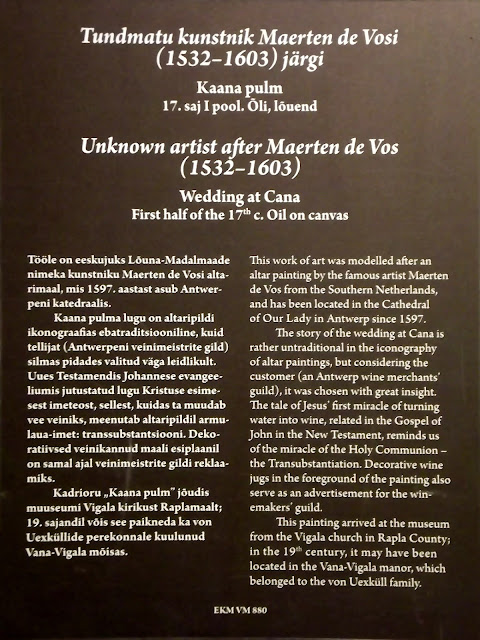 Tundmatu kunstnik Maerten de Vosi
(1532–1603) järgi
Kaana pulm
17. saj I pool. Õli, lõuend
Unknown artist after Maerten de Vos
(1532–1603)
Wedding at Cana
First half of the 17th c. Oil on canvas
Tööle on eeskujuks Lõuna-Madalmaade
nimeka kunstniku Maerten de Vosi alta-
rimaal, mis 1597. aastast asub Antwer-
peni katedraalis.
Kaana pulma lugu on altaripildi
ikonograafias ebatraditsiooniline, kuid
tellijat (Antwerpeni veinimeistrite gild)
silmas pidades valitud väga leidlikult.
Uues Testamendis Johannese evangee-
liumis jutustatud lugu Kristuse esime-
sest imeteost, sellest, kuidas ta muudab
vee veiniks, meenutab altaripildil armu-
laua-imet: transsubstantsiooni. Deko-
ratiivsed veinikannud maali esiplaanil
on samal ajal veinimeistrite gildi reklaa-
miks.
Kadrioru „Kaana pulm” jõudis
muuseumi Vigala kirikust Raplamaalt;
19. sajandil võis see paikneda ka von
Uexküllide perekonnale kuulunud
Vana-Vigala mõisas.
This work of art was modelled after an
altar painting by the famous artist Maerten
de Vos from the Southern Netherlands,
and has been located in the Cathedral
of Our Lady in Antwerp since 1597.
The story of the wedding at Cana is
rather untraditional in the iconography
of altar paintings, but considering the
customer (an Antwerp wine merchants’
guild), it was chosen with great insight.
The tale of Jesus’ first miracle of turning
water into wine, related in the Gospel of
John in the New Testament, reminds us
of the miracle of the Holy Communion –
the Transubstantiation. Decorative wine
jugs in the foreground of the painting also
serve as an advertisement for the win-
emakers’ guild.
This painting arrived at the museum
from the Vigala church in Rapla County;
in the 19th century, it may have been
located in the Vana-Vigala manor, which
belonged to the von Uexküll family.
EKM VM 880